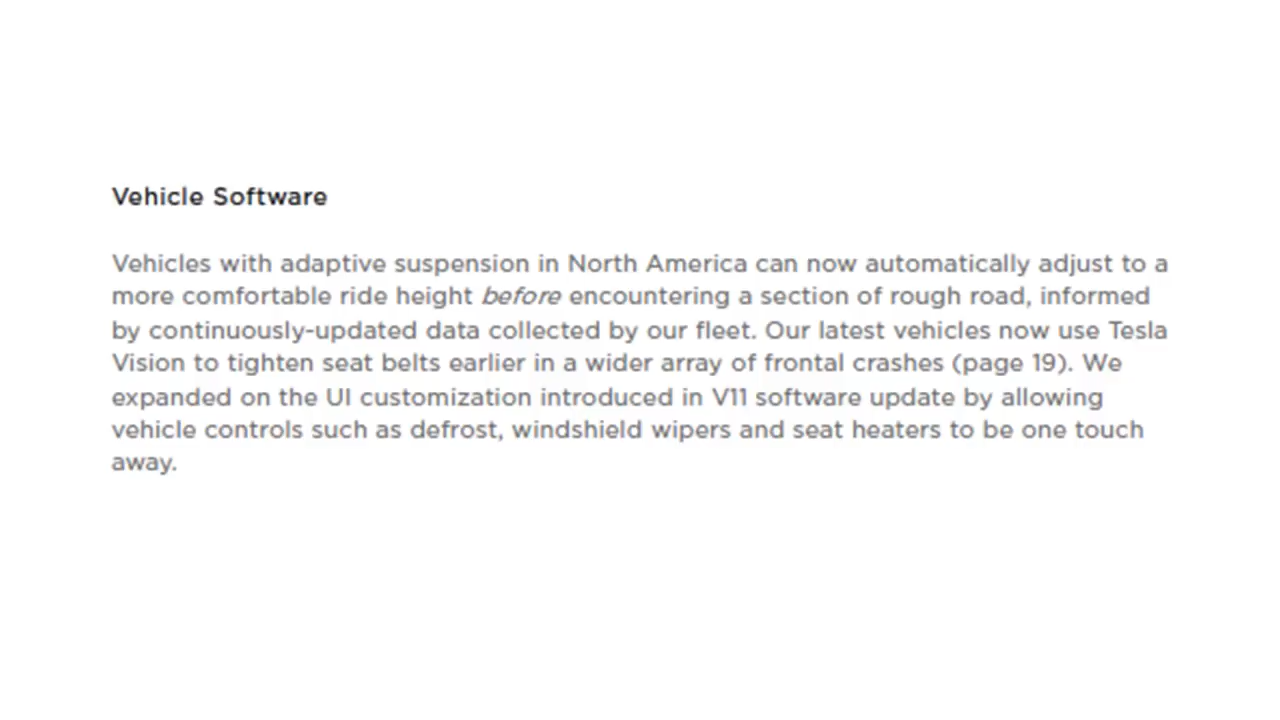 Vehicle Software
Vehicles with adaptive suspension in North America can now automatically adjust to a
more comfortable ride height before encountering a section of rough road, informed
by continuously-updated data collected by our fleet. Our latest vehicles now use Tesla
Vision to tighten seat belts earlier in a wider array of frontal crashes (page 19). We
expanded on the UI customization introduced in V11 software update by allowing
vehicle controls such as defrost, windshield wipers and seat heaters to be one touch
away.